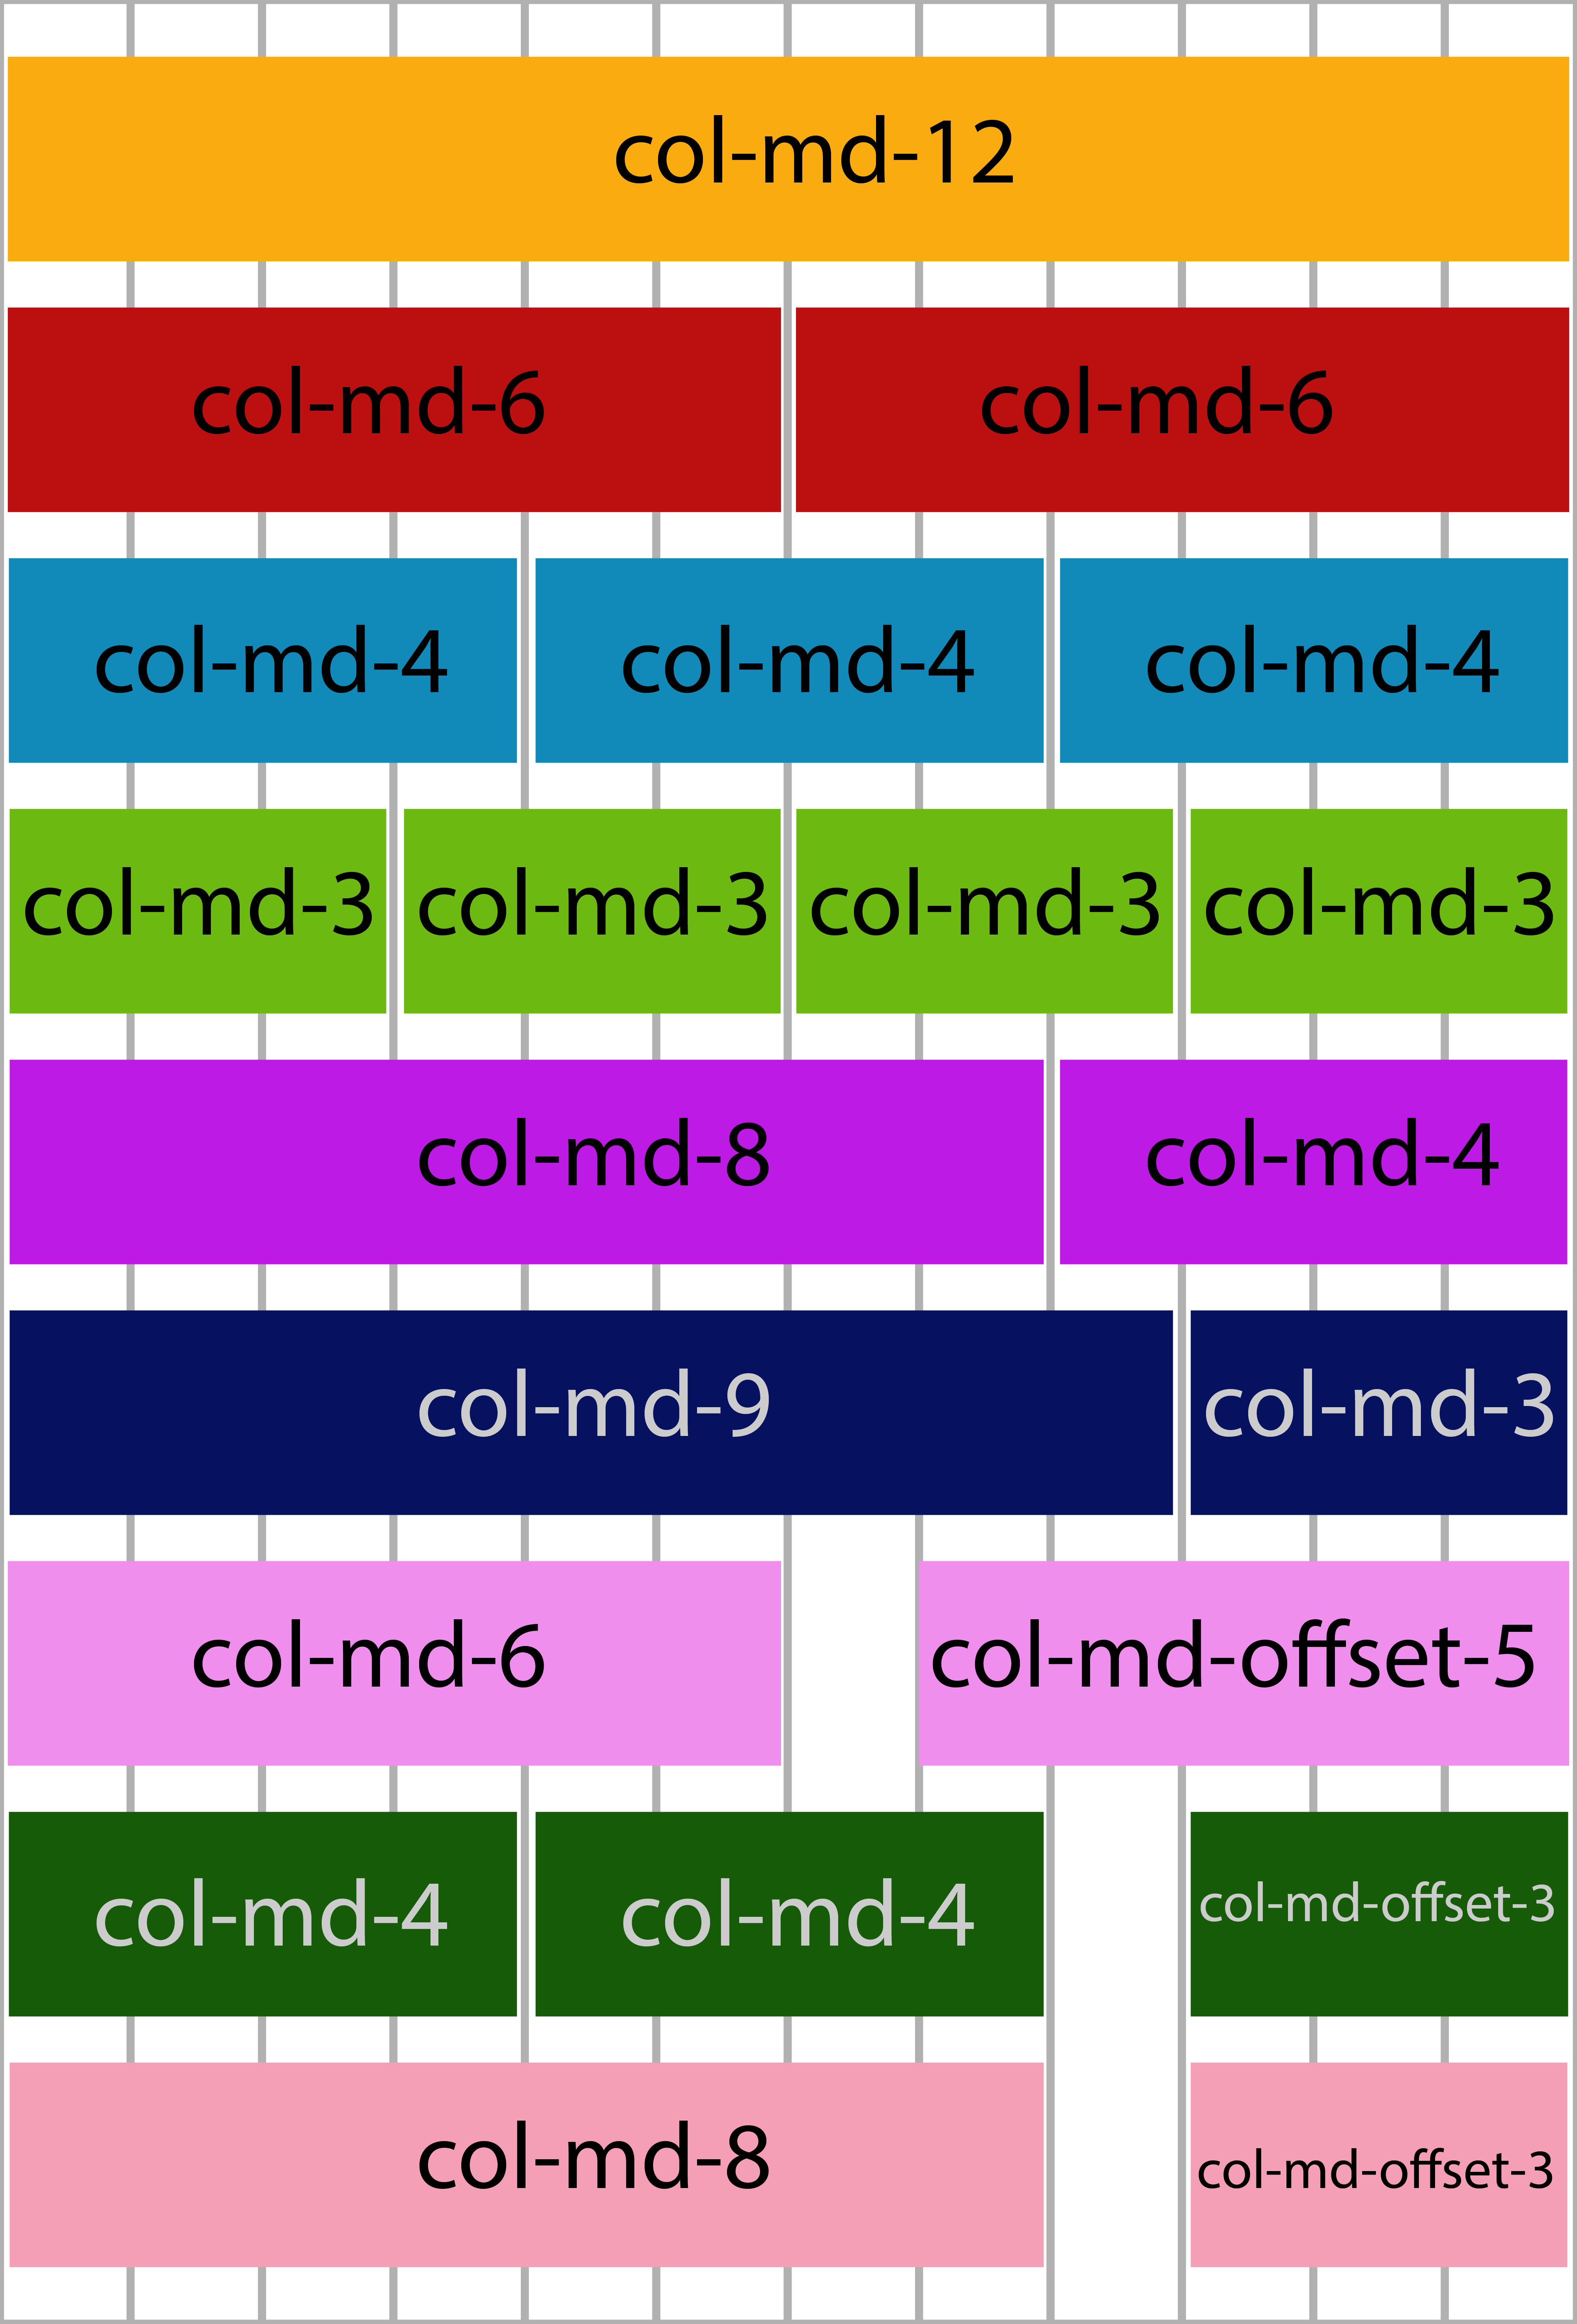 col-md-12
col-md-6 col-md-6
col-md-4 col-md-4 col-md-4
col-md-3 col-md-3 col-md-3 col-md-3
col-md-8 col-md-4
col-md-9 col-md-3
col-md-6 col-md-offset-5
col-md-4 col-md-4 col-md-offset-3
col-md-8 col-md-offset-3